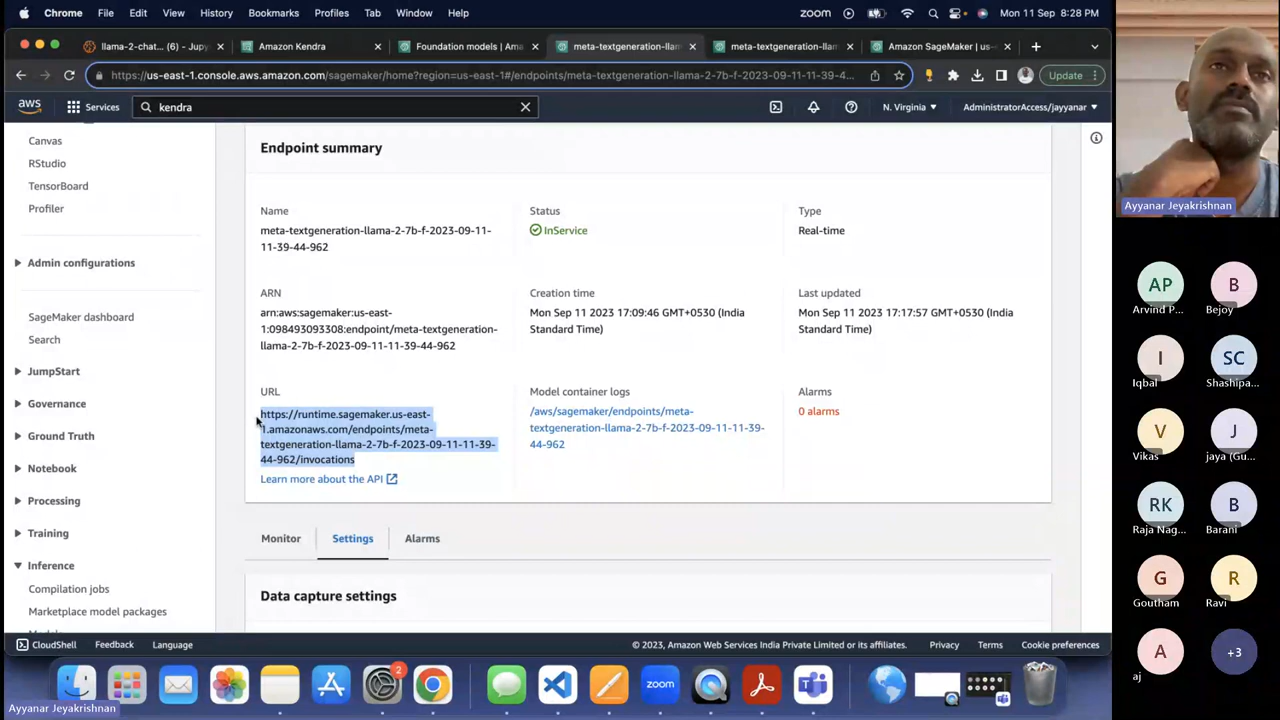 Chrome File Edit View History Bookmarks Profiles Tab Window Help zoom Mon 11 Sep 8:28 PM
llama-2-chat... (6) - Jupy Amazon Kendra Foundation models | Am meta-textgeneration-lla meta-textgeneration-lla Amazon SageMaker | us-
https://us-east-1.console.aws.amazon.com/sagemaker/home?region=us-east-1#/endpoints/meta-textgeneration-llama-2-7b-f-2023-09-11-11-39-4... Update
aws Services kendra N. Virginia AdministratorAccess/jayyanar
Canvas
RStudio
TensorBoard
Profiler
Admin configurations
SageMaker dashboard
Search
JumpStart
Governance
Ground Truth
Notebook
Processing
Training
Inference
Compilation jobs
Marketplace model packages
Endpoint summary
Name
meta-textgeneration-llama-2-7b-f-2023-09-11-
11-39-44-962
Status
InService
Type
Real-time
ARN
arn:aws:sagemaker:us-east-
1:098493093308:endpoint/meta-textgeneration-
llama-2-7b-f-2023-09-11-11-39-44-962
Creation time
Mon Sep 11 2023 17:09:46 GMT+0530 (India
Standard Time)
Last updated
Mon Sep 11 2023 17:17:57 GMT+0530 (India
Standard Time)
URL
https://runtime.sagemaker.us-east-
1.amazonaws.com/endpoints/meta-
textgeneration-llama-2-7b-f-2023-09-11-11-39-
44-962/invocations
Learn more about the API
Model container logs
/aws/sagemaker/endpoints/meta-
textgeneration-llama-2-7b-f-2023-09-11-11-39-
44-962
Alarms
0 alarms
Monitor Settings Alarms
Data capture settings
CloudShell Feedback Language © 2023, Amazon Web Services India Private Limited or its affiliates. Privacy Terms Cookie preferences
2
zoom
Ayyanar Jeyakrishnan
Ayyanar Jeyakrishnan
AP B
Arvind P... Bejoy
I SC
Iqbal Shashipa...
V J
Vikas jaya (Gu...
RK B
Raja Nag... Barani
G R
Goutham Ravi
A +3
aj